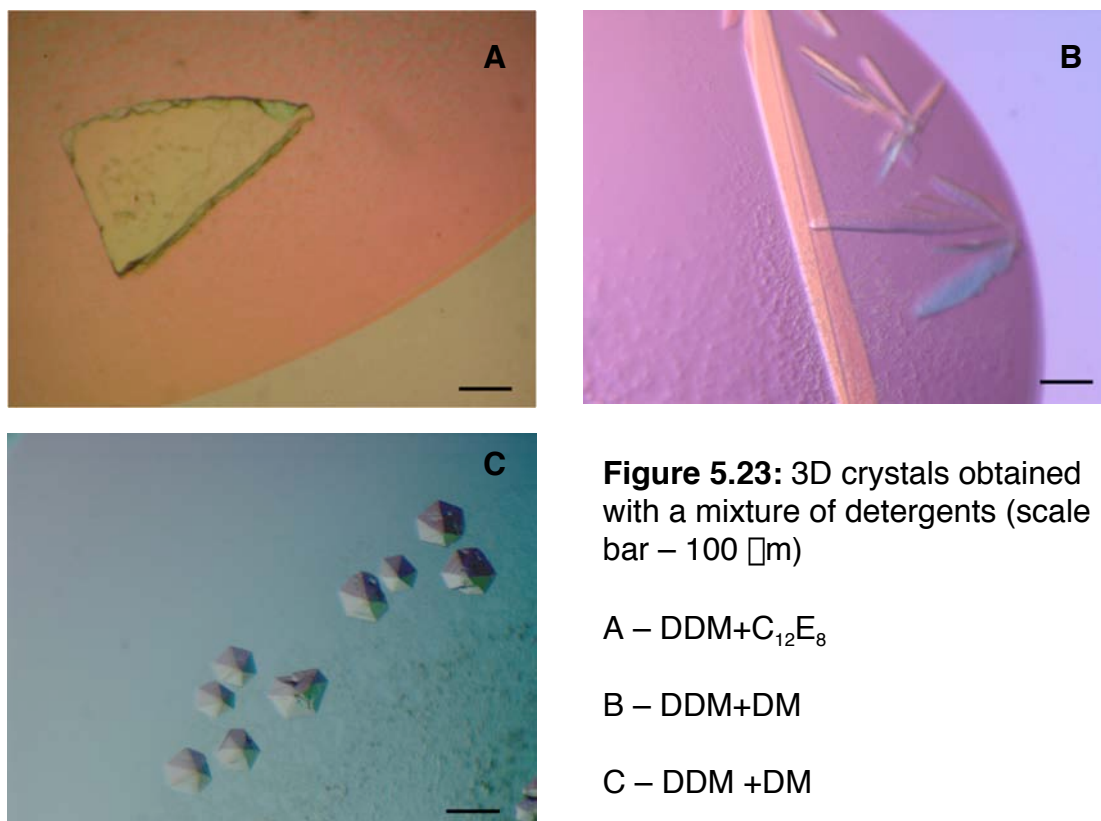 A
B
C
Figure 5.23: 3D crystals obtained
with a mixture of detergents (scale
bar – 100 □m)
A – DDM+C₁₂E₈
B – DDM+DM
C – DDM +DM